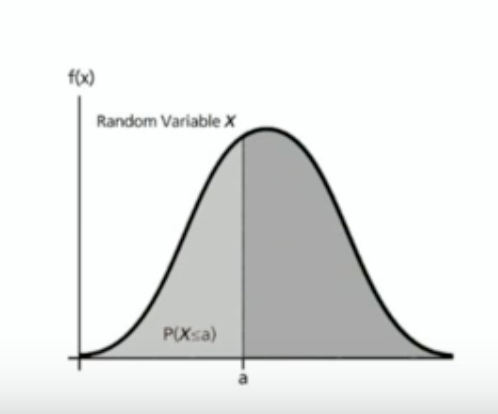 f(x)
Random Variable X
P(X≤a)
a